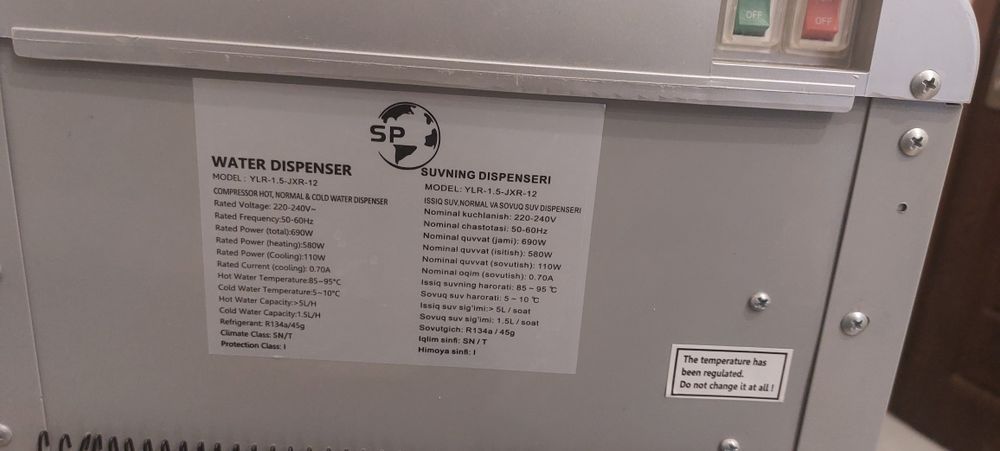 OFF
OFF
SP
WATER DISPENSER
MODEL : YLR-1.5-JXR-12
COMPRESSOR HOT, NORMAL & COLD WATER DISPENSER
Rated Voltage: 220-240V~
Rated Frequency:50-60Hz
Rated Power (total):690W
Rated Power (heating):580W
Rated Power (Cooling):110W
Rated Current (cooling): 0.70A
Hot Water Temperature:85~95°C
Cold Water Temperature:5~10°C
Hot Water Capacity:>5L/H
Cold Water Capacity:1.5L/H
Refrigerant: R134a/45g
Climate Class: SN/T
Protection Class: I
SUVNING DISPENSERI
MODEL: YLR-1.5-JXR-12
ISSIQ SUV,NORMAL VA SOVUQ SUV DISPENSERI
Nominal kuchlanish: 220-240V
Nominal chastotasi: 50-60Hz
Nominal quvvat (jami): 690W
Nominal quvvat (isitish): 580W
Nominal quvvat (sovutish): 110W
Nominal oqim (sovutish): 0.70A
Issiq suvning harorati: 85 ~ 95 ℃
Sovuq suv harorati: 5 ~ 10 ℃
Issiq suv sig'imi:> 5L / soat
Sovuq suv sig'imi: 1.5L / soat
Sovutgich: R134a / 45g
Iqlim sinfi: SN / T
Himoya sinfi: I
The temperature has
been regulated.
Do not change it at all !